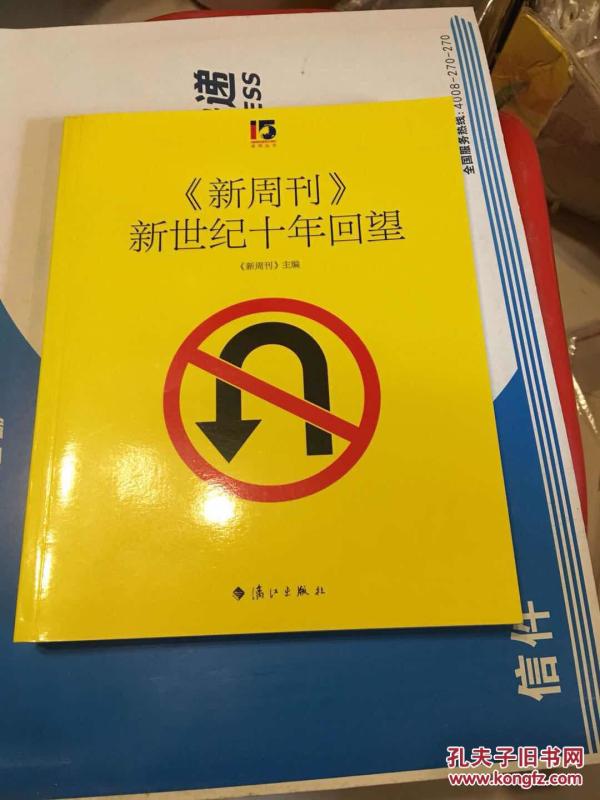 递
ESS
全国服务热线:4008-270-270
15
《新周刊》
新世纪十年回望
《新周刊》主编
漓江出版社
信件
孔夫子旧书网
www.kongfz.com